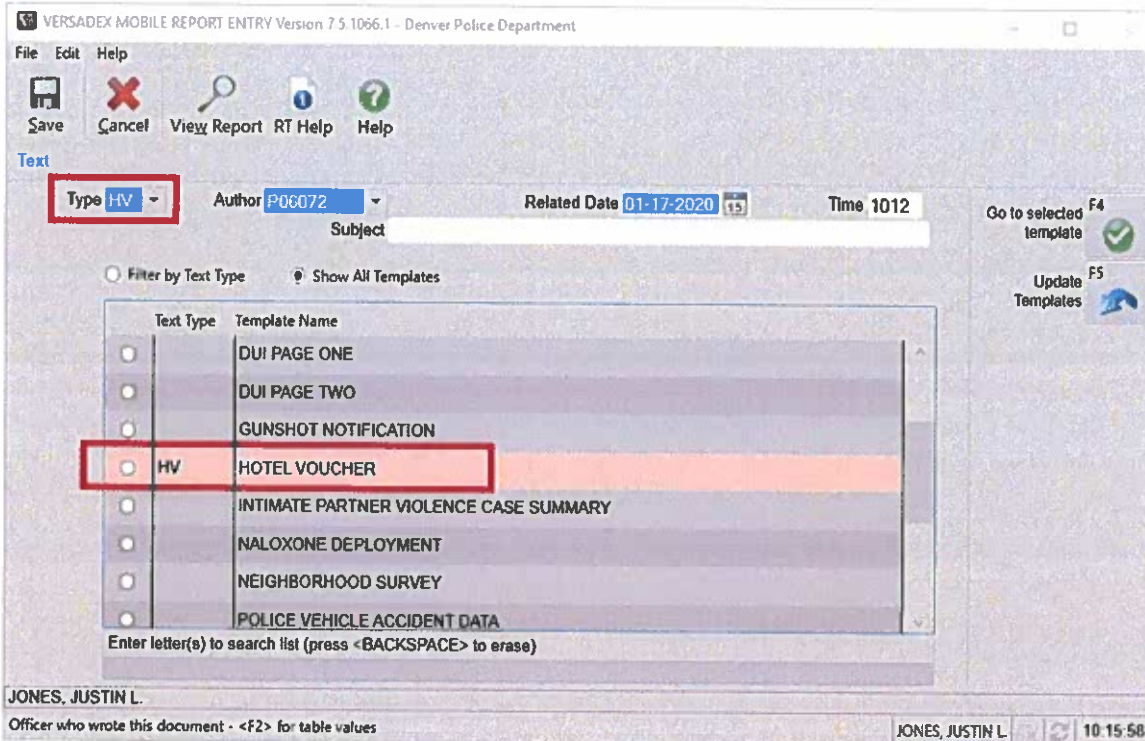 VERSADEX MOBILE REPORT ENTRY Version 7.5.1066.1 - Denver Police Department
File Edit Help
Save Cancel View Report RT Help Help
Text
Type HV Author P06072 Related Date 01-17-2020 15 Time 1012
Subject
Go to selected template F4
Filter by Text Type Show All Templates
Update Templates F5
Text Type Template Name
DUI PAGE ONE
DUI PAGE TWO
GUNSHOT NOTIFICATION
HV HOTEL VOUCHER
INTIMATE PARTNER VIOLENCE CASE SUMMARY
NALOXONE DEPLOYMENT
NEIGHBORHOOD SURVEY
POLICE VEHICLE ACCIDENT DATA
Enter letter(s) to search list (press <BACKSPACE> to erase)
JONES, JUSTIN L.
Officer who wrote this document - <F2> for table values
JONES, JUSTIN L. 10:15:58